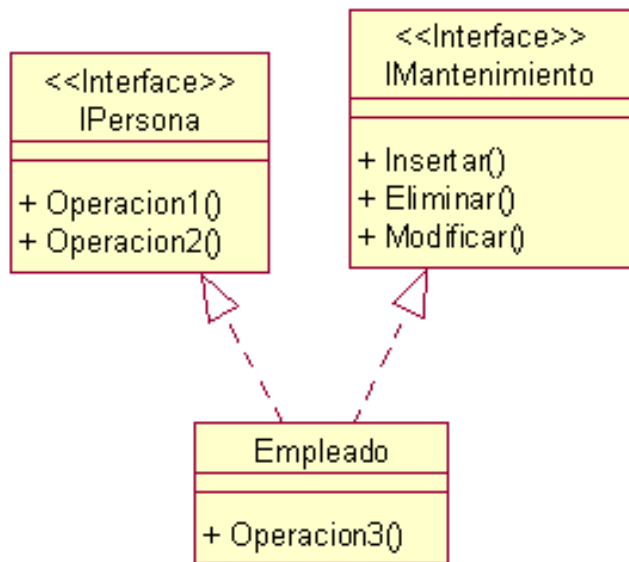 <<Interface>>
IPersona
+ Operacion1()
+ Operacion2()
<<Interface>>
IMantenimiento
+ Insertar()
+ Eliminar()
+ Modificar()
Empleado
+ Operacion3()